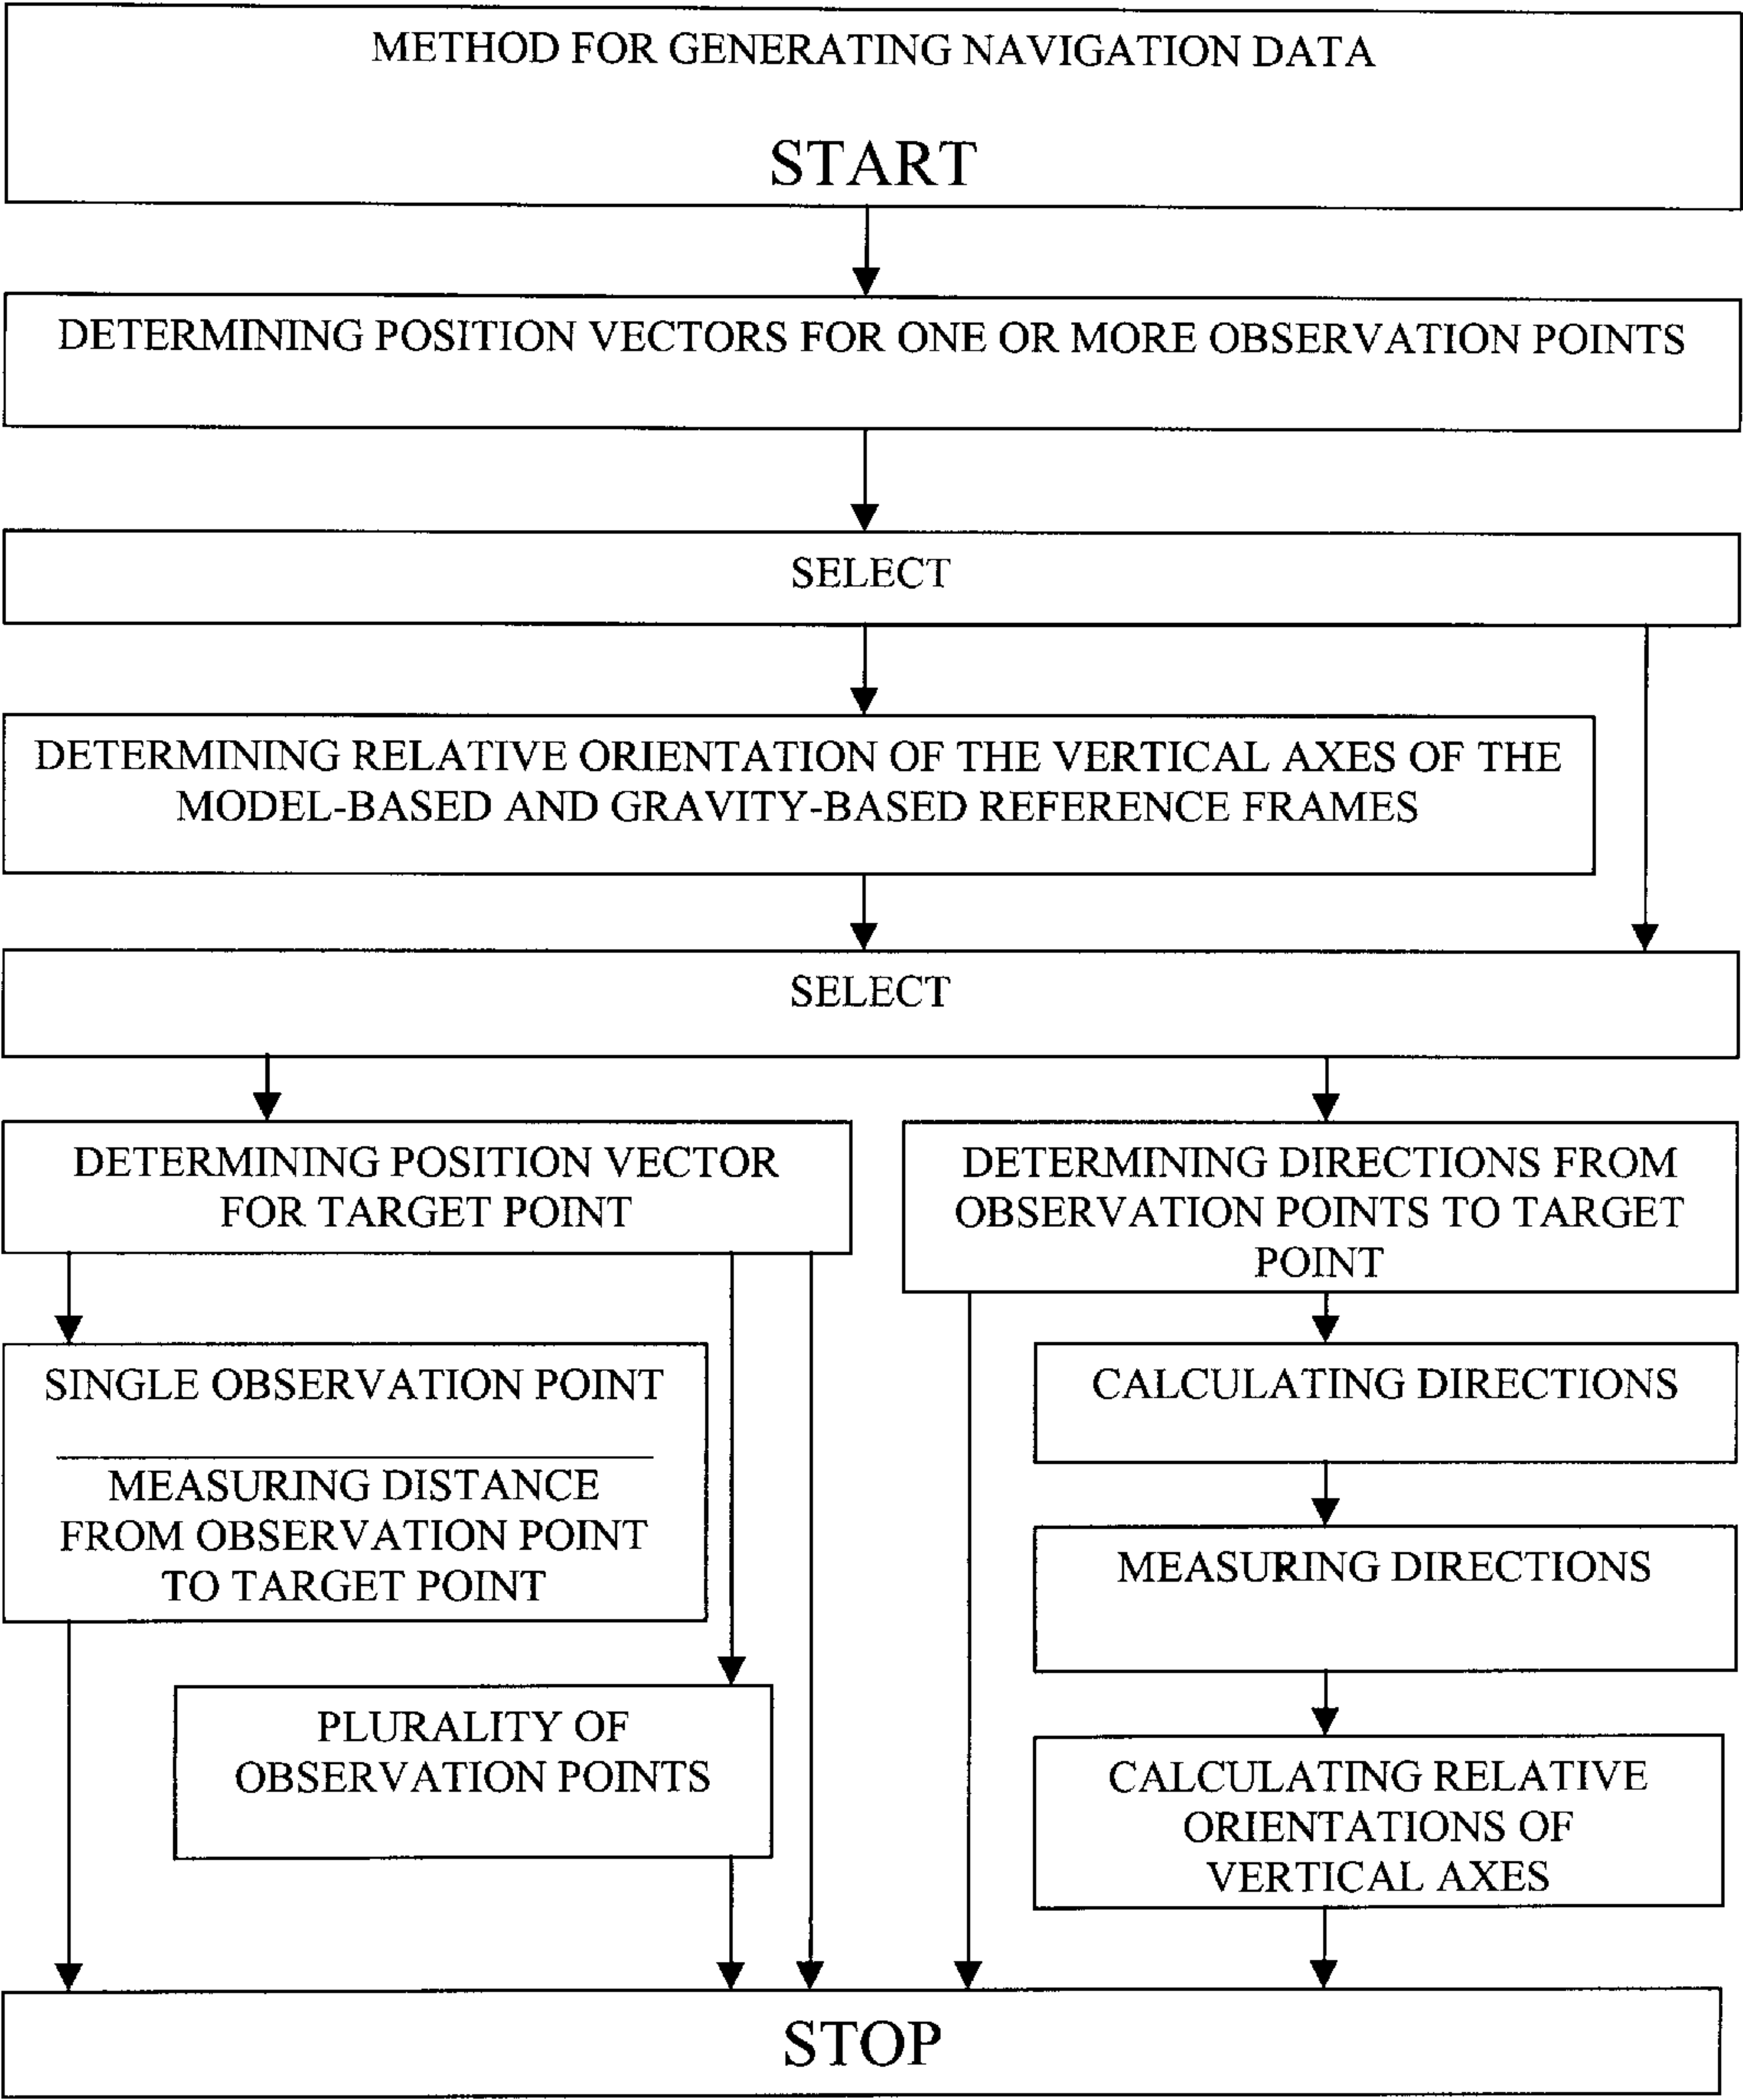 METHOD FOR GENERATING NAVIGATION DATA
START
DETERMINING POSITION VECTORS FOR ONE OR MORE OBSERVATION POINTS
SELECT
DETERMINING RELATIVE ORIENTATION OF THE VERTICAL AXES OF THE
MODEL-BASED AND GRAVITY-BASED REFERENCE FRAMES
SELECT
DETERMINING POSITION VECTOR
FOR TARGET POINT
SINGLE OBSERVATION POINT
MEASURING DISTANCE
FROM OBSERVATION POINT
TO TARGET POINT
PLURALITY OF
OBSERVATION POINTS
DETERMINING DIRECTIONS FROM
OBSERVATION POINTS TO TARGET
POINT
CALCULATING DIRECTIONS
MEASURING DIRECTIONS
CALCULATING RELATIVE
ORIENTATIONS OF
VERTICAL AXES
STOP